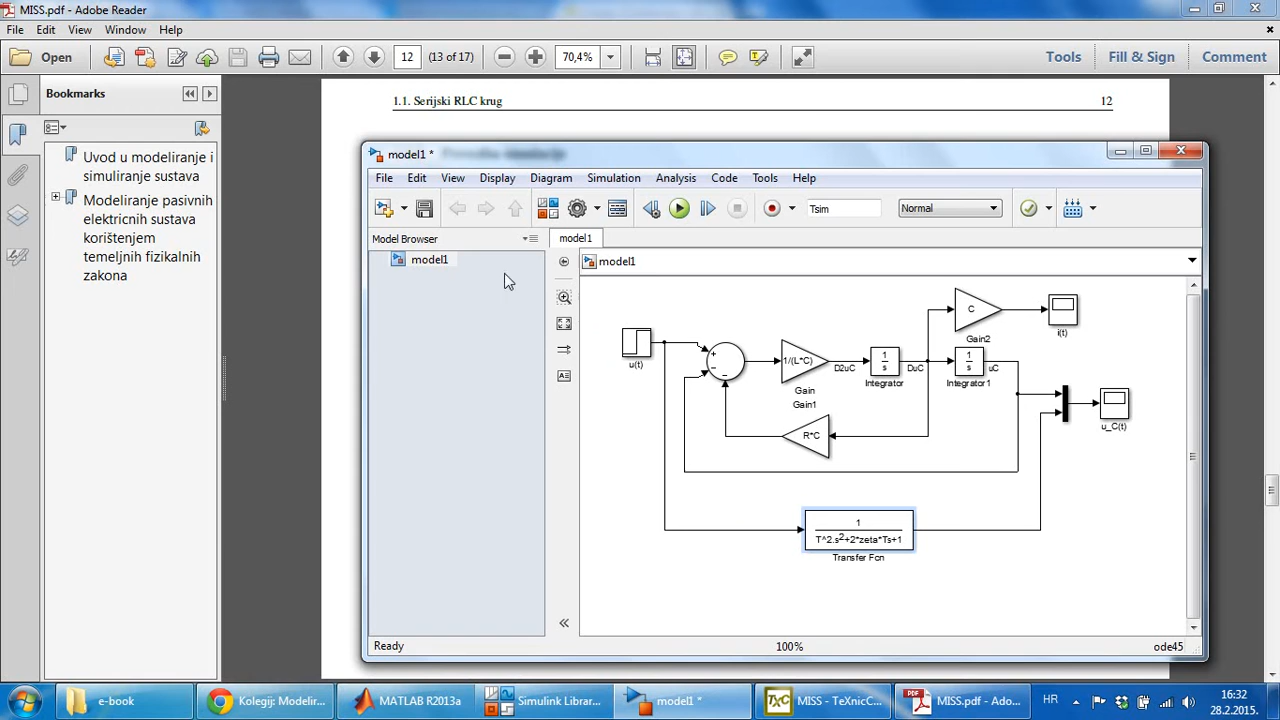 MISS.pdf - Adobe Reader
File Edit View Window Help
Open 12 (13 of 17) 70,4% Tools Fill & Sign Comment
Bookmarks
Uvod u modeliranje i
simuliranje sustava
Modeliranje pasivnih
elektricnih sustava
korištenjem
temeljnih fizikalnih
zakona
1.1. Serijski RLC krug 12
model1 *
File Edit View Display Diagram Simulation Analysis Code Tools Help
Tsim Normal
Model Browser
model1
model1
model1
u(t)
+
−
−
1/(L*C)
Gain
D2uC
1
s
Integrator
DuC
1
s
Integrator1
uC
C
Gain2
i(t)
Gain1
R*C
u_C(t)
1
T^2.s2+2*zeta*Ts+1
Transfer Fcn
Ready 100% ode45
e-book
Kolegij: Modelir...
MATLAB R2013a
Simulink Librar...
model1 *
MISS - TeXnicC...
MISS.pdf - Ado...
HR
16:32
28.2.2015.